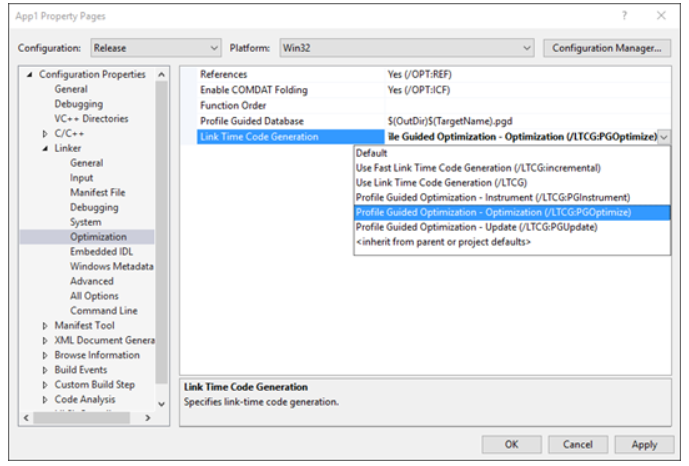 App1 Property Pages
Configuration: Release Platform: Win32 Configuration Manager...
Configuration Properties
General
Debugging
VC++ Directories
C/C++
Linker
General
Input
Manifest File
Debugging
System
Optimization
Embedded IDL
Windows Metadata
Advanced
All Options
Command Line
Manifest Tool
XML Document Genera
Browse Information
Build Events
Custom Build Step
Code Analysis
References Yes (/OPT:REF)
Enable COMDAT Folding Yes (/OPT:ICF)
Function Order
Profile Guided Database $(OutDir)$(TargetName).pgd
Link Time Code Generation ile Guided Optimization - Optimization (/LTCG:PGOptimize)
Default
Use Fast Link Time Code Generation (/LTCG:incremental)
Use Link Time Code Generation (/LTCG)
Profile Guided Optimization - Instrument (/LTCG:PGInstrument)
Profile Guided Optimization - Optimization (/LTCG:PGOptimize)
Profile Guided Optimization - Update (/LTCG:PGUpdate)
<inherit from parent or project defaults>
Link Time Code Generation
Specifies link-time code generation.
OK Cancel Apply